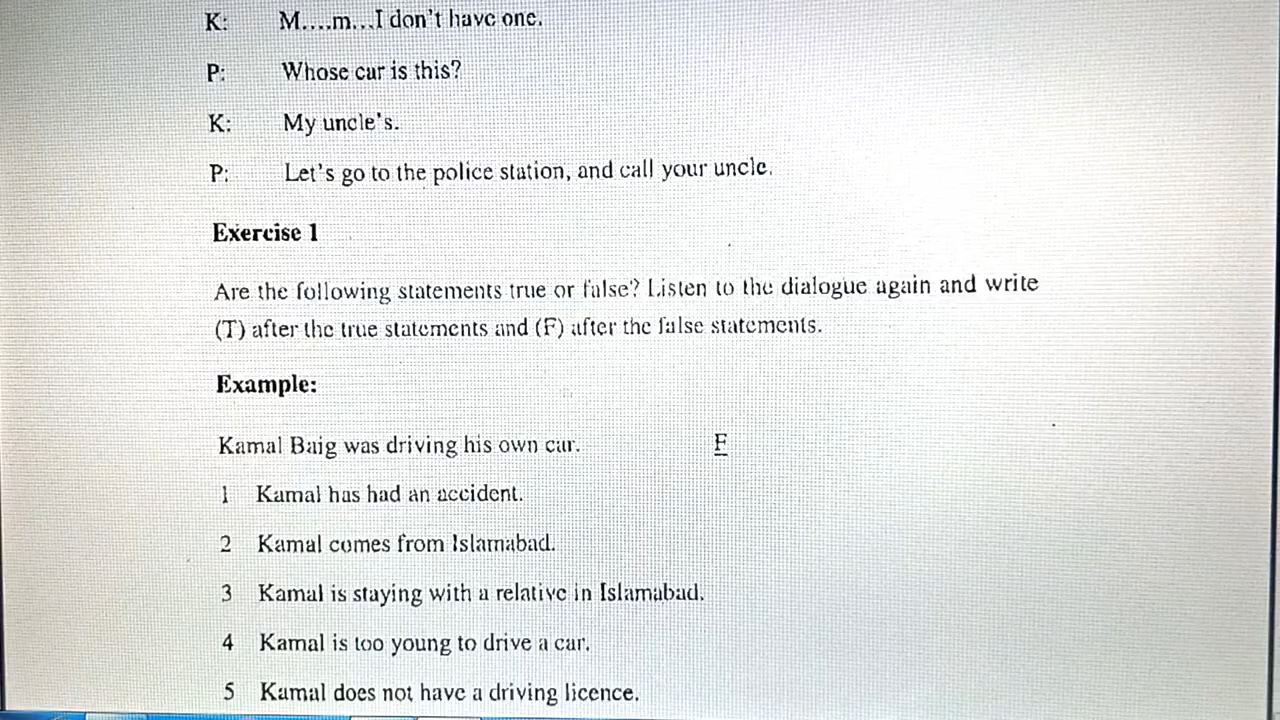 K: M....m...I don't have one.
P: Whose car is this?
K: My uncle's.
P: Let's go to the police station, and call your uncle.
Exercise 1
Are the following statements true or false? Listen to the dialogue again and write
(T) after the true statements and (F) after the false statements.
Example:
Kamal Baig was driving his own car. F
1 Kamal has had an accident.
2 Kamal comes from Islamabad.
3 Kamal is staying with a relative in Islamabad.
4 Kamal is too young to drive a car.
5 Kamal does not have a driving licence.